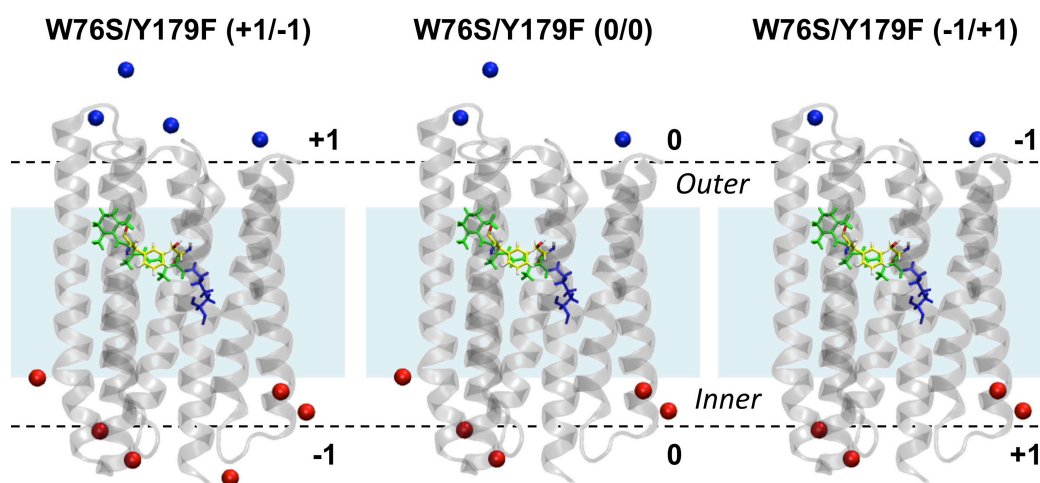 W76S/Y179F (+1/-1) W76S/Y179F (0/0) W76S/Y179F (-1/+1)
+1 0 -1
Outer
Inner
-1 0 +1